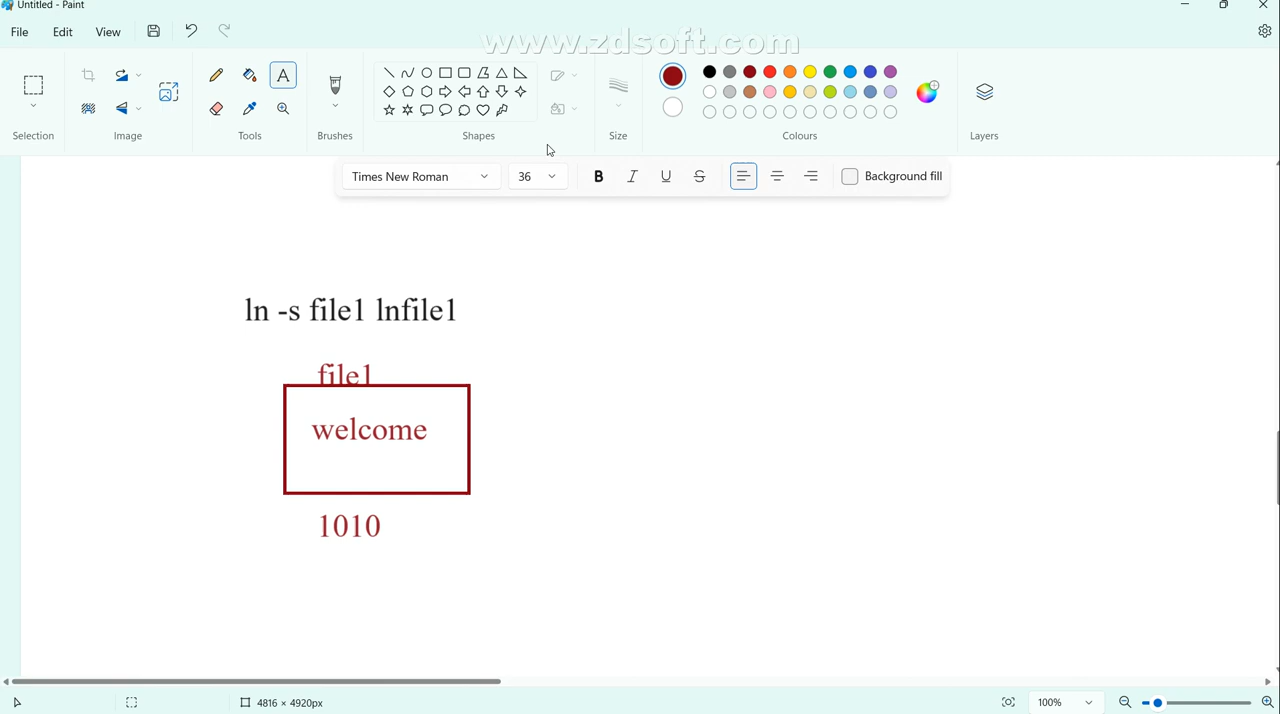 Untitled - Paint
File Edit View
www.zdsoft.com
Selection Image Tools Brushes Shapes Size Colours Layers
Times New Roman 36 B I U S Background fill
ln -s file1 lnfile1
file1
welcome
1010
4816 × 4920px 100%